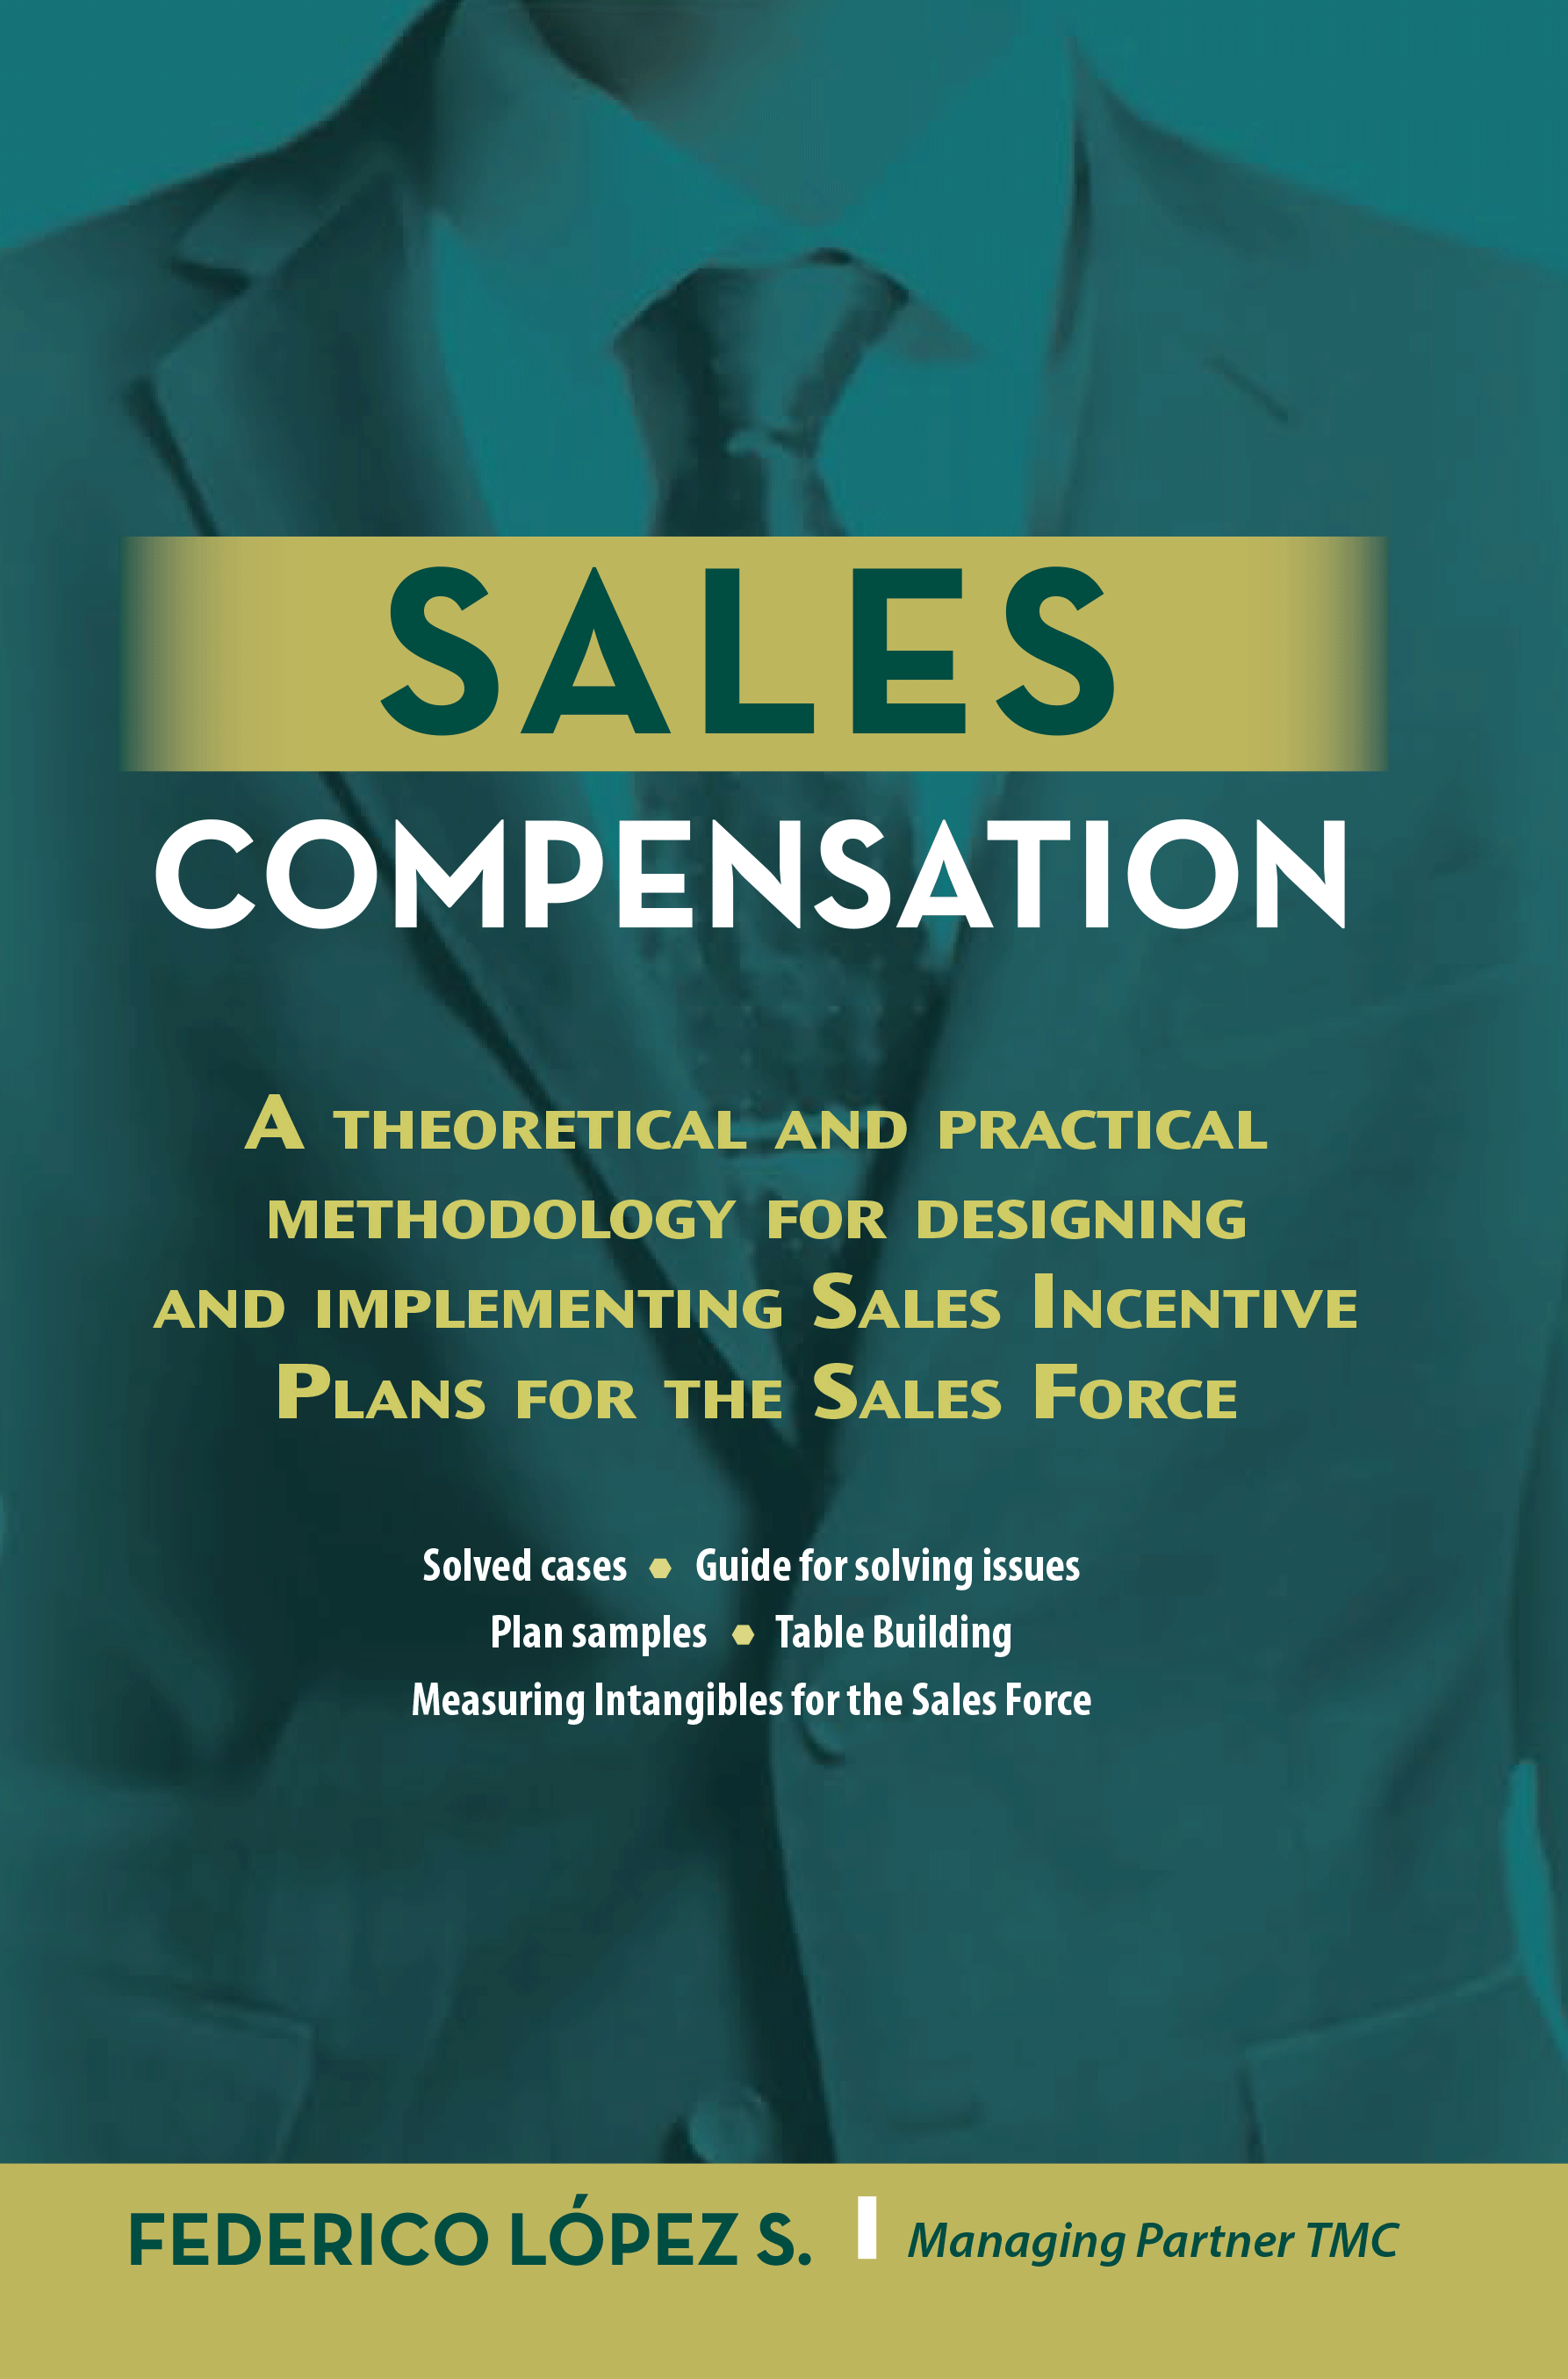 SALES
COMPENSATION
A THEORETICAL AND PRACTICAL
METHODOLOGY FOR DESIGNING
AND IMPLEMENTING SALES INCENTIVE
PLANS FOR THE SALES FORCE
Solved cases • Guide for solving issues
Plan samples • Table Building
Measuring Intangibles for the Sales Force
FEDERICO LÓPEZ S. | Managing Partner TMC